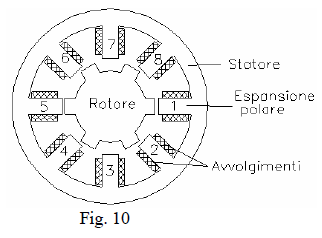 7
6
8
Statore
5
Rotore
1
Espansione
polare
4
2
3
Avvolgimenti
Fig. 10